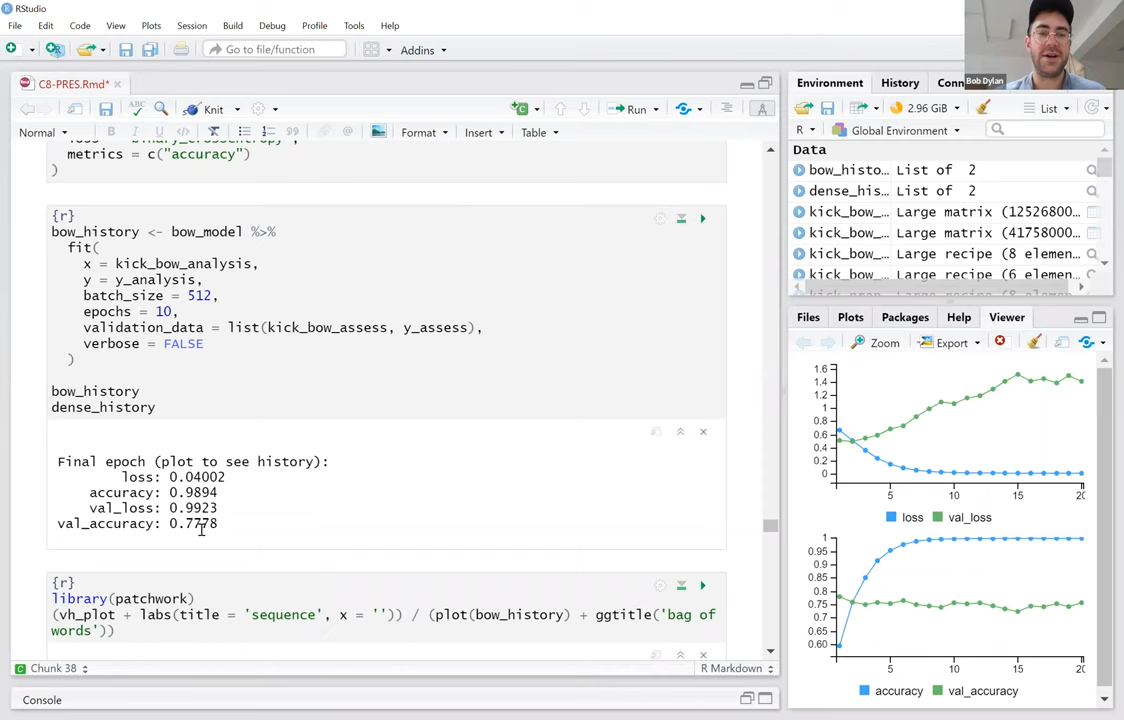 RStudio
File Edit Code View Plots Session Build Debug Profile Tools Help
Go to file/function Addins
Bob Dylan
C8-PRES.Rmd*
ABC Knit Run
Normal B I U </> 99 Format Insert Table
metrics = c("accuracy")
)
{r}
bow_history <- bow_model %>%
fit(
x = kick_bow_analysis,
y = y_analysis,
batch_size = 512,
epochs = 10,
validation_data = list(kick_bow_assess, y_assess),
verbose = FALSE
)
bow_history
dense_history
Final epoch (plot to see history):
loss: 0.04002
accuracy: 0.9894
val_loss: 0.9923
val_accuracy: 0.7778
{r}
library(patchwork)
(vh_plot + labs(title = 'sequence', x = '')) / (plot(bow_history) + ggtitle('bag of
words'))
Chunk 38 R Markdown
Console
Environment History Conn
2.96 GiB List
R Global Environment
Data
bow_histo… List of 2
dense_his… List of 2
kick_bow_… Large matrix (12526800…
kick_bow_… Large matrix (41758000…
kick_bow_… Large recipe (8 elemen…
kick_bow_… Large recipe (6 elemen…
Files Plots Packages Help Viewer
Zoom Export
1.6
1.4
1.2
1
0.8
0.6
0.4
0.2
0
5 10 15 20
loss val_loss
1
0.95
0.9
0.85
0.8
0.75
0.7
0.65
0.60
5 10 15 20
accuracy val_accuracy